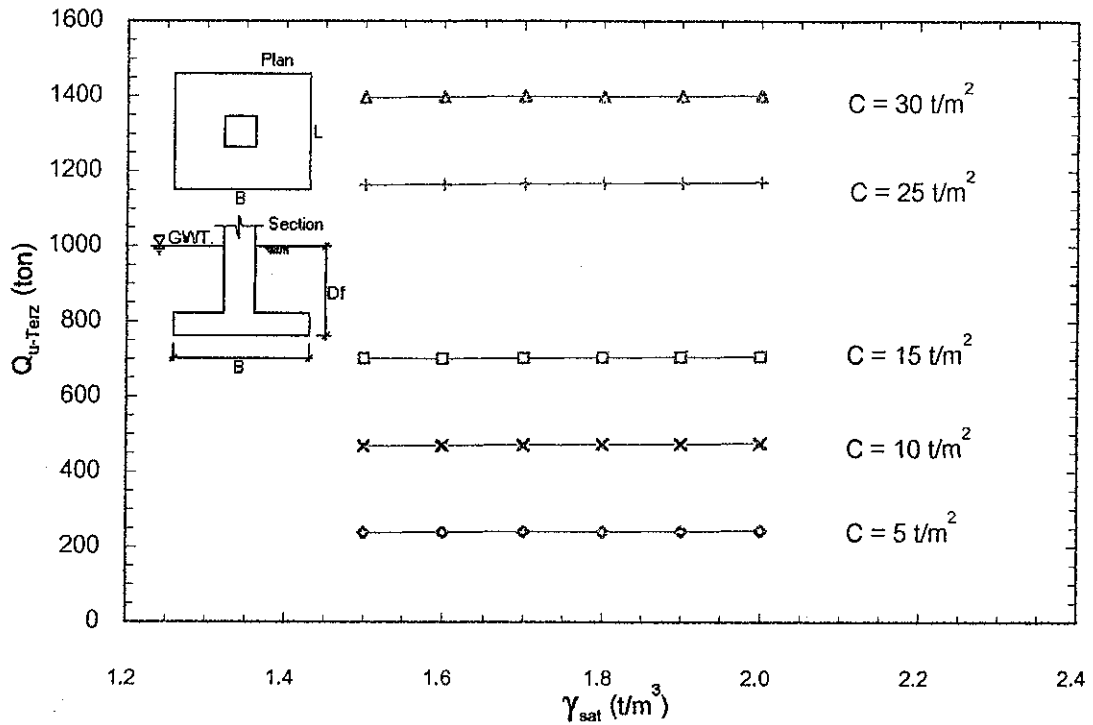 1600
1400
1200
1000
800
600
400
200
0
Q_u-Terz (ton)
Plan
L
B
Section
GWT.
Df
B
C = 30 t/m²
C = 25 t/m²
C = 15 t/m²
C = 10 t/m²
C = 5 t/m²
1.2 1.4 1.6 1.8 2.0 2.2 2.4
γ_sat (t/m³)